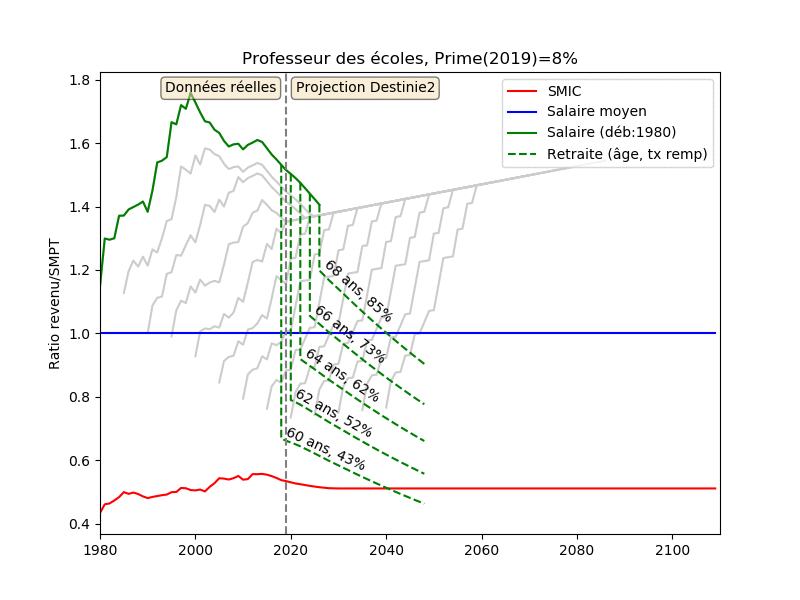 Professeur des écoles, Prime(2019)=8%
Données réelles
Projection Destinie2
SMIC
Salaire moyen
Salaire (déb:1980)
Retraite (âge, tx remp)
Ratio revenu/SMPT
1.8
1.6
1.4
1.2
1.0
0.8
0.6
0.4
68 ans, 85%
66 ans, 73%
64 ans, 62%
62 ans, 52%
60 ans, 43%
1980
2000
2020
2040
2060
2080
2100